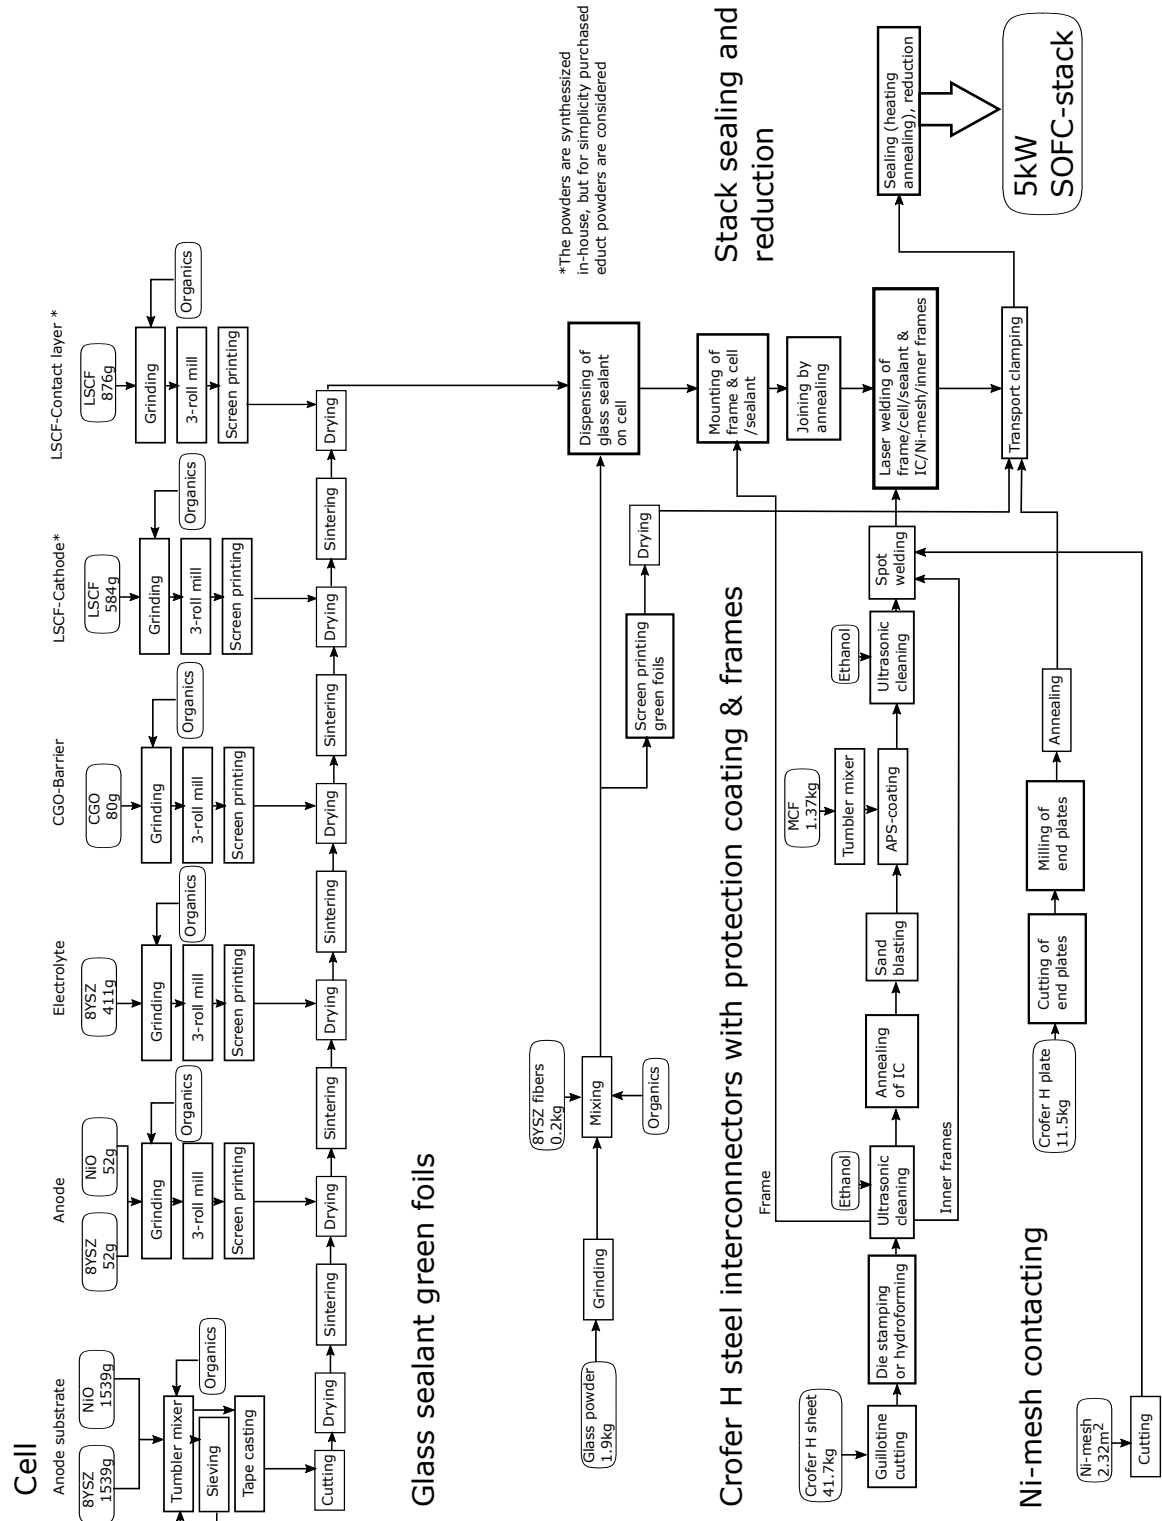 Cell
Anode substrate
8YSZ
1539g
NiO
1539g
Tumbler mixer
Organics
Sieving
Tape casting
Cutting
Drying
Sintering
Anode
8YSZ
52g
NiO
52g
Grinding
Organics
3-roll mill
Screen printing
Drying
Sintering
Electrolyte
8YSZ
411g
Grinding
Organics
3-roll mill
Screen printing
Drying
Sintering
CGO-Barrier
CGO
80g
Grinding
Organics
3-roll mill
Screen printing
Drying
Sintering
LSCF-Cathode*
LSCF
584g
Grinding
Organics
3-roll mill
Screen printing
Drying
Sintering
LSCF-Contact layer *
LSCF
876g
Grinding
Organics
3-roll mill
Screen printing
Drying
Glass sealant green foils
Glass powder
1.9kg
Grinding
8YSZ fibers
0.2kg
Mixing
Organics
Screen printing
green foils
Drying
Dispensing of
glass sealant
on cell
*The powders are synthessized
in-house, but for simplicity purchased
educt powders are considered
Crofer H steel interconnectors with protection coating & frames
Crofer H sheet
41.7kg
Guillotine
cutting
Die stamping
or hydroforming
Ethanol
Ultrasonic
cleaning
Frame
Inner frames
Annealing
of IC
Sand
blasting
MCF
1.37kg
Tumbler mixer
APS-coating
Ethanol
Ultrasonic
cleaning
Spot
welding
Stack sealing and
reduction
Mounting of
frame & cell
/sealant
Joining by
annealing
Laser welding of
frame/cell/sealant &
IC/Ni-mesh/inner frames
Transport clamping
Sealing (heating
annealing), reduction
5kW
SOFC-stack
Crofer H plate
11.5kg
Cutting of
end plates
Milling of
end plates
Annealing
Ni-mesh contacting
Ni-mesh
2.32m²
Cutting